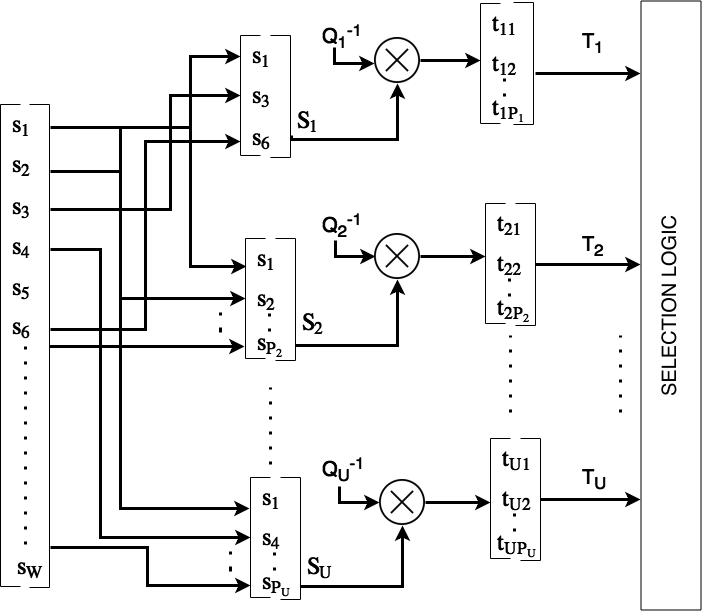 s1
s2
s3
s4
s5
s6
sW
s1
s3
s6
S1
Q1-1
t11
t12
t1P1
T1
s1
s2
sP2
S2
Q2-1
t21
t22
t2P2
T2
s1
s4
sPU
SU
QU-1
tU1
tU2
tUPU
TU
SELECTION LOGIC